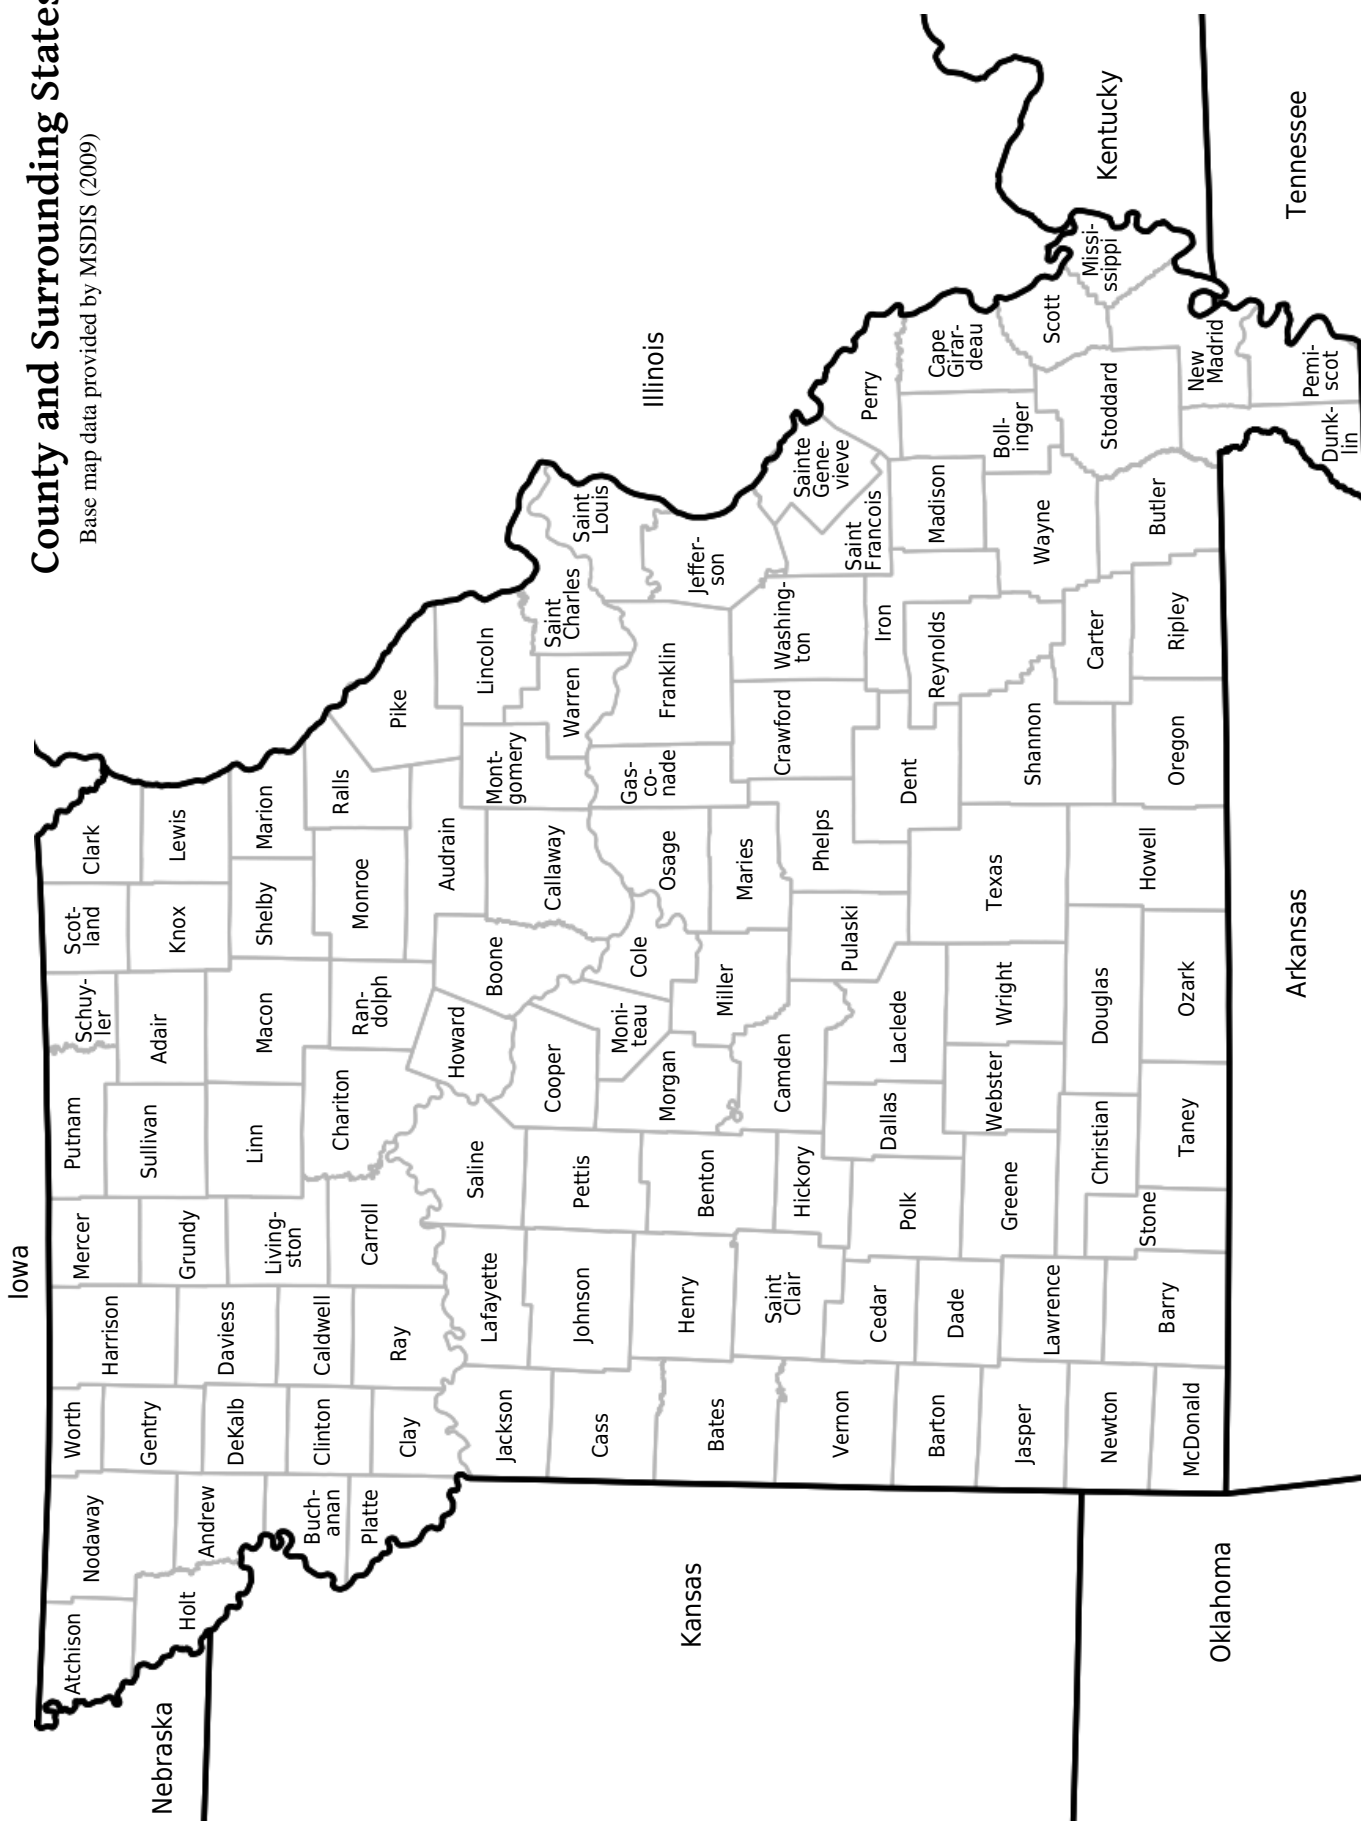 County and Surrounding States
Base map data provided by MSDIS (2009)
Iowa
Nebraska
Kansas
Oklahoma
Arkansas
Illinois
Kentucky
Tennessee
Atchison
Nodaway
Worth
Harrison
Mercer
Putnam
Schuy-
ler
Scot-
land
Clark
Holt
Andrew
Gentry
DeKalb
Daviess
Grundy
Sullivan
Adair
Knox
Lewis
Buch-
anan
Clinton
Caldwell
Living-
ston
Linn
Macon
Shelby
Marion
Platte
Clay
Ray
Carroll
Chariton
Ran-
dolph
Monroe
Ralls
Pike
Jackson
Lafayette
Saline
Howard
Boone
Audrain
Callaway
Mont-
gomery
Lincoln
Warren
Saint
Charles
Saint
Louis
Cass
Johnson
Pettis
Cooper
Moni-
teau
Cole
Osage
Gas-
co-
nade
Franklin
Jeffer-
son
Bates
Henry
Benton
Morgan
Miller
Maries
Phelps
Crawford
Washing-
ton
Sainte
Gene-
vieve
Saint
Francois
Perry
Vernon
Saint
Clair
Hickory
Camden
Pulaski
Dent
Iron
Madison
Cape
Girar-
deau
Boll-
inger
Barton
Cedar
Polk
Dallas
Laclede
Texas
Reynolds
Wayne
Scott
Missi-
ssippi
Stoddard
Jasper
Dade
Greene
Webster
Wright
Shannon
Carter
Butler
New
Madrid
Newton
Lawrence
Christian
Douglas
Howell
Oregon
Ripley
Pemi-
scot
Dunk-
lin
McDonald
Barry
Stone
Taney
Ozark